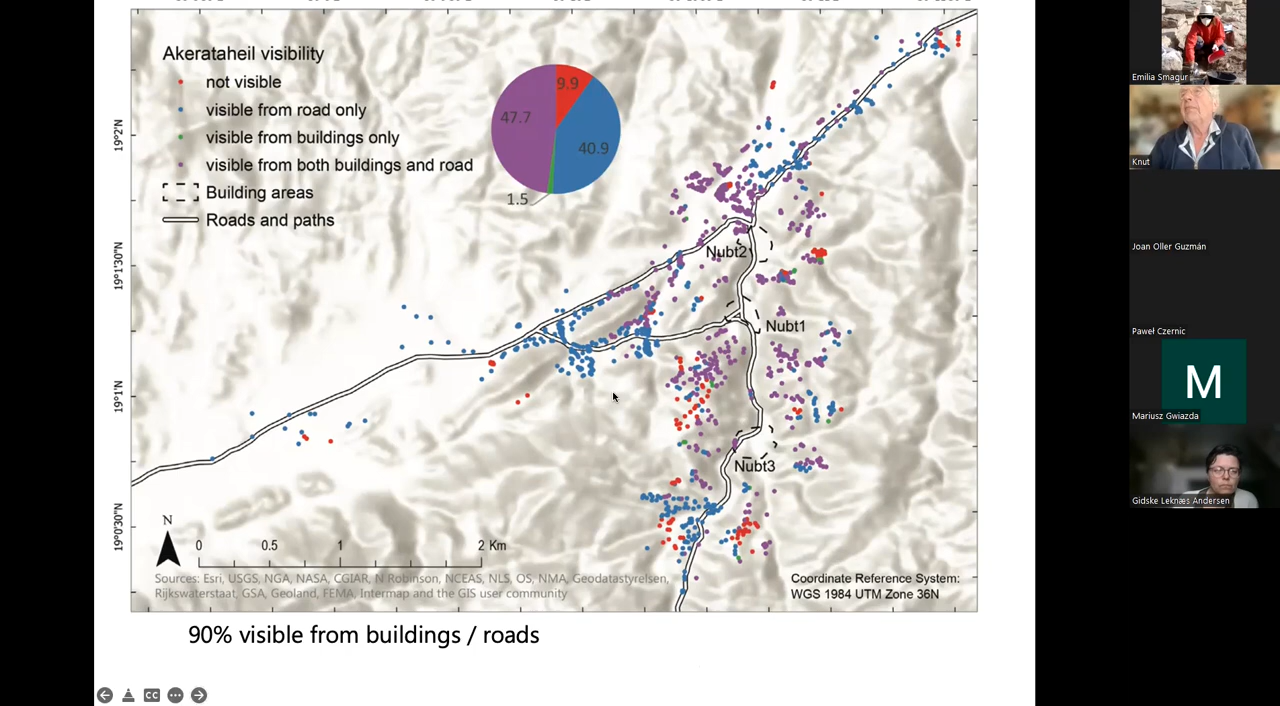 Akerataheil visibility
not visible
visible from road only
visible from buildings only
visible from both buildings and road
Building areas
Roads and paths
9.9
47.7
40.9
1.5
19°2'N
19°1'30"N
19°1'N
19°0'30"N
Nubt2
Nubt1
Nubt3
N
0 0.5 1 2 Km
Sources: Esri, USGS, NGA, NASA, CGIAR, N Robinson, NCEAS, NLS, OS, NMA, Geodatastyrelsen,
Rijkswaterstaat, GSA, Geoland, FEMA, Intermap and the GIS user community
Coordinate Reference System:
WGS 1984 UTM Zone 36N
90% visible from buildings / roads
CC
Emilia Smagur
Knut
Joan Oller Guzmán
Paweł Czernic
M
Mariusz Gwiazda
Gidske Leknæs Andersen